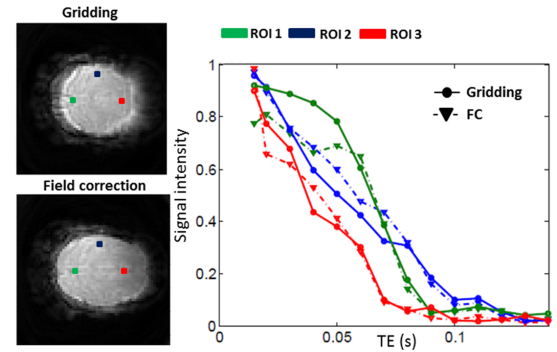 Gridding
ROI 1 ROI 2 ROI 3
Gridding
FC
Field correction
Signal intensity
1
0.8
0.6
0.4
0.2
0
0 0.05 0.1
TE (s)